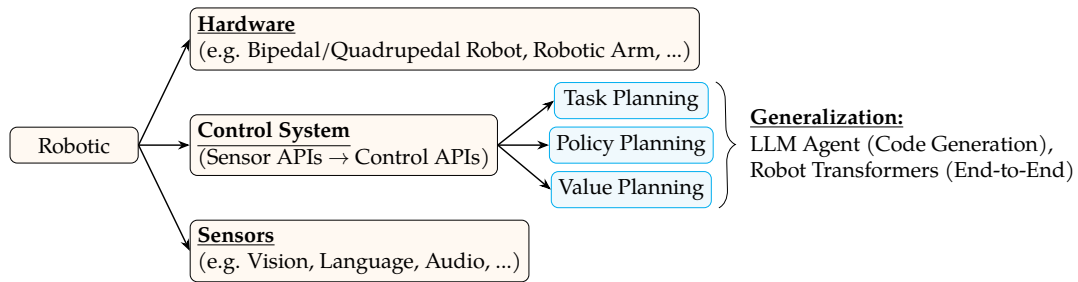 Robotic
Hardware
(e.g. Bipedal/Quadrupedal Robot, Robotic Arm, ...)
Control System
(Sensor APIs → Control APIs)
Sensors
(e.g. Vision, Language, Audio, ...)
Task Planning
Policy Planning
Value Planning
Generalization:
LLM Agent (Code Generation),
Robot Transformers (End-to-End)